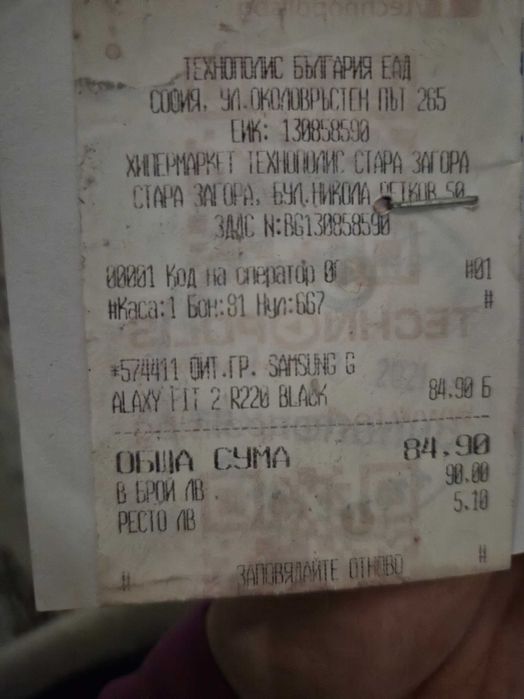 ТЕХНОПОЛИС БЪЛГАРИЯ ЕАД
СОФИЯ, УЛ.ОКОЛОВРЪСТЕН ПЪТ 265
ЕИК: 130858590
ХИПЕРМАРКЕТ ТЕХНОПОЛИС СТАРА ЗАГОРА
СТАРА ЗАГОРА, БУЛ.НИКОЛА ПЕТКОВ 50
ЗДДС N:BG130858590
00001 Код на оператор #01
#Каса:1 Бон:81 Нул:667 #
*574411 ФИТ.ГР. SAMSUNG G
ALAXY FIT 2 R220 BLACK 84.90 Б
ОБЩА СУМА 84.90
В БРОЙ ЛВ 90.00
РЕСТО ЛВ 5.10
# ЗАПОВЯДАЙТЕ ОТНОВО #